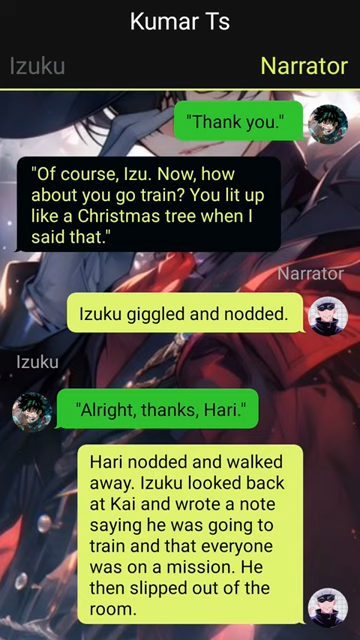 Kumar Ts
Izuku
Narrator
"Thank you."
"Of course, Izu. Now, how
about you go train? You lit up
like a Christmas tree when I
said that."
Narrator
Izuku giggled and nodded.
Izuku
"Alright, thanks, Hari."
Hari nodded and walked
away. Izuku looked back
at Kai and wrote a note
saying he was going to
train and that everyone
was on a mission. He
then slipped out of the
room.